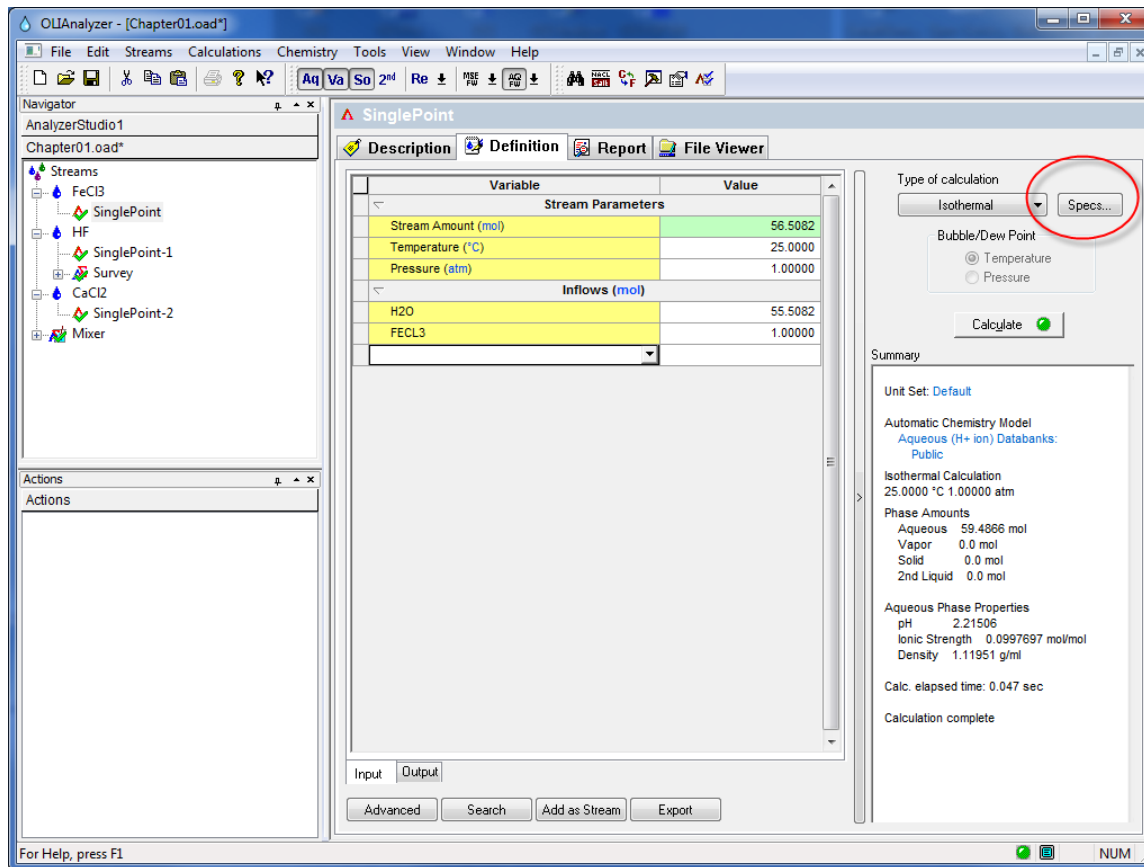 OLIAnalyzer - [Chapter01.oad*]
File Edit Streams Calculations Chemistry Tools View Window Help
Aq Va So 2nd Re MSE FW AQ FW NACL C°F
Navigator
AnalyzerStudio1
Chapter01.oad*
Streams
FeCl3
SinglePoint
HF
SinglePoint-1
Survey
CaCl2
SinglePoint-2
Mixer
Actions
Actions
SinglePoint
Description Definition Report File Viewer
Variable Value
Stream Parameters
Stream Amount (mol) 56.5082
Temperature (°C) 25.0000
Pressure (atm) 1.00000
Inflows (mol)
H2O 55.5082
FECL3 1.00000
Input Output
Advanced Search Add as Stream Export
Type of calculation
Isothermal Specs...
Bubble/Dew Point
Temperature
Pressure
Calculate
Summary
Unit Set: Default
Automatic Chemistry Model
Aqueous (H+ ion) Databanks:
Public
Isothermal Calculation
25.0000 °C 1.00000 atm
Phase Amounts
Aqueous 59.4866 mol
Vapor 0.0 mol
Solid 0.0 mol
2nd Liquid 0.0 mol
Aqueous Phase Properties
pH 2.21506
Ionic Strength 0.0997697 mol/mol
Density 1.11951 g/ml
Calc. elapsed time: 0.047 sec
Calculation complete
For Help, press F1 NUM